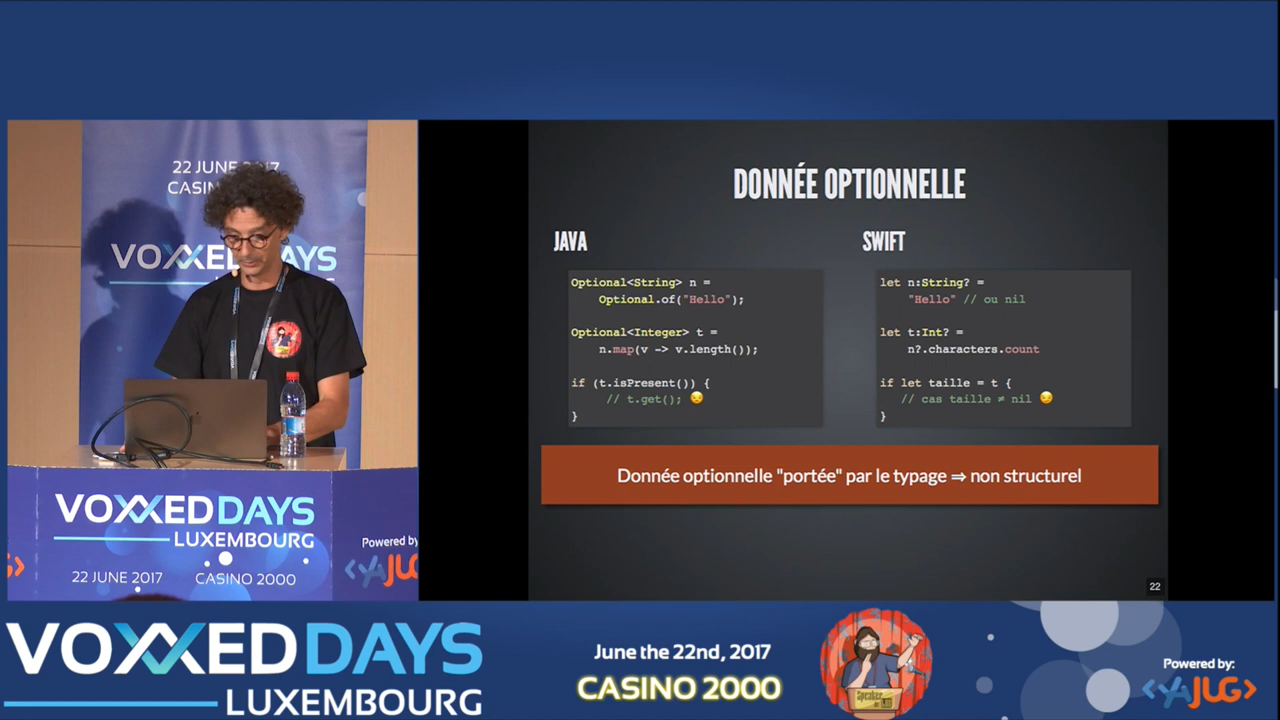 22 JUNE 2017
CASIN
VOXXED DAYS
VOXXED DAYS
LUXEMBOURG
22 JUNE 2017 CASINO 2000
Powered by
YAJUG
DONNÉE OPTIONNELLE
JAVA
Optional<String> n =
Optional.of("Hello");
Optional<Integer> t =
n.map(v -> v.length());
if (t.isPresent()) {
// t.get(); 😒
}
SWIFT
let n:String? =
"Hello" // ou nil
let t:Int? =
n?.characters.count
if let taille = t {
// cas taille ≠ nil 😒
}
Donnée optionnelle "portée" par le typage ⇒ non structurel
22
VOXXED DAYS
LUXEMBOURG
June the 22nd, 2017
CASINO 2000
Speaker
Powered by:
<YAJUG>